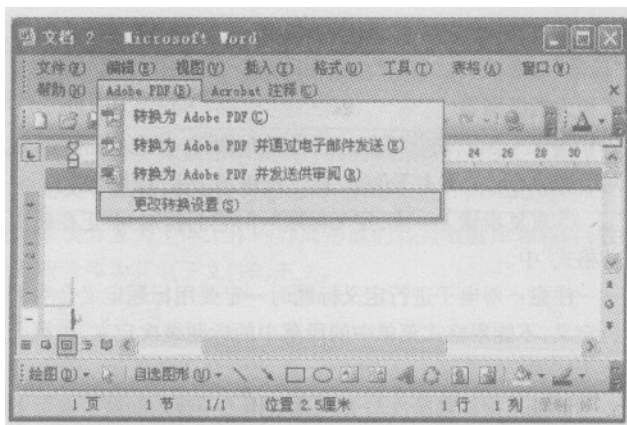 文档 2 - Microsoft Word
文件(F) 编辑(E) 视图(V) 插入(I) 格式(O) 工具(T) 表格(A) 窗口(W)
帮助(H) Adobe PDF(B) Acrobat 注释(C)
转换为 Adobe PDF(C)
转换为 Adobe PDF 并通过电子邮件发送(E)
转换为 Adobe PDF 并发送供审阅(R)
更改转换设置(S)
24 26 28 30
绘图(D) 自选图形(U)
1 页 1 节 1/1 位置 2.5厘米 1 行 1 列